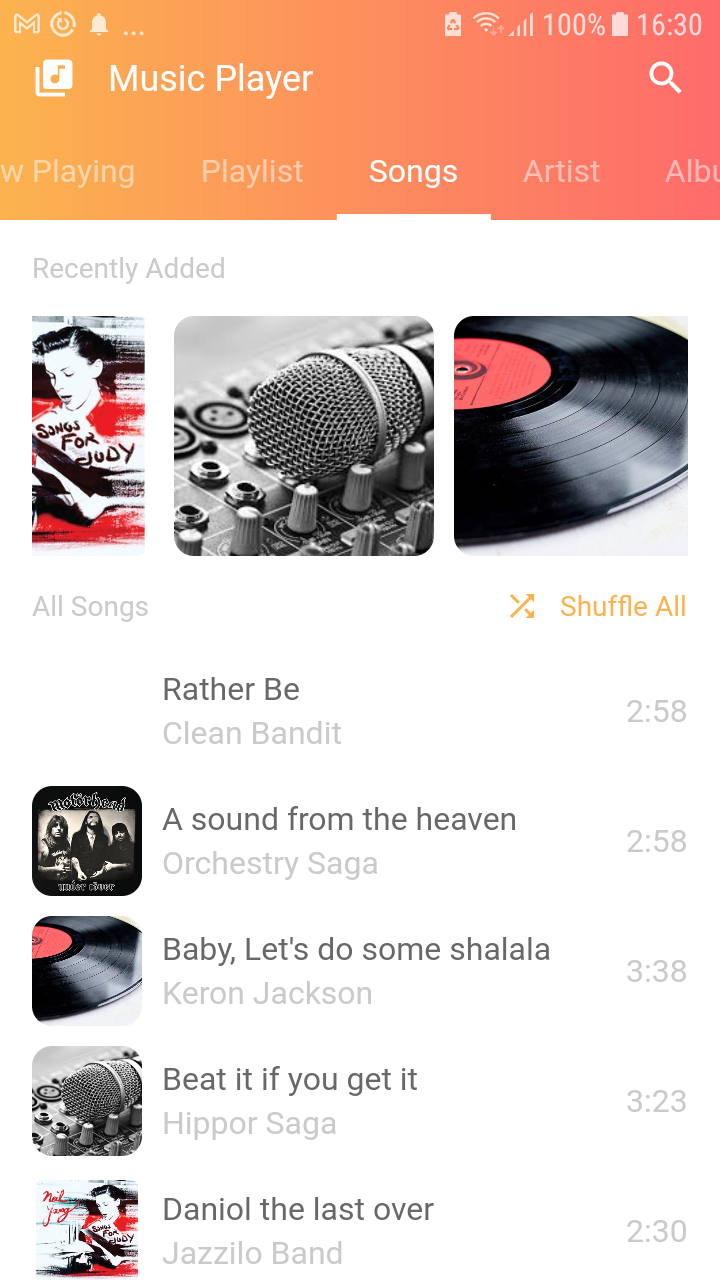 ... 100% 16:30
Music Player
w Playing Playlist Songs Artist Albu
Recently Added
SONGS
FOR
JUDY
All Songs Shuffle All
Rather Be
Clean Bandit
2:58
motörhead
under cöver
A sound from the heaven
Orchestry Saga
2:58
Baby, Let's do some shalala
Keron Jackson
3:38
Beat it if you get it
Hippor Saga
3:23
Neil
Young
SONGS
FOR
JUDY
Daniol the last over
Jazzilo Band
2:30